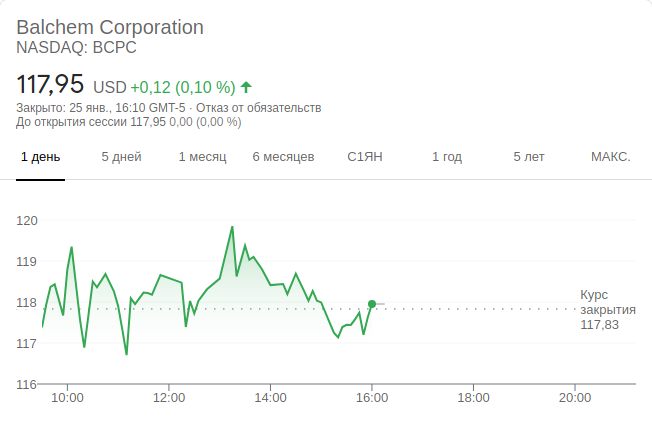 Balchem Corporation
NASDAQ: BCPC
117,95 USD +0,12 (0,10 %)
Закрыто: 25 янв., 16:10 GMT-5 · Отказ от обязательств
До открытия сессии 117,95 0,00 (0,00 %)
1 день 5 дней 1 месяц 6 месяцев С1ЯН 1 год 5 лет МАКС.
120
119
118
117
116
Курс
закрытия
117,83
10:00 12:00 14:00 16:00 18:00 20:00